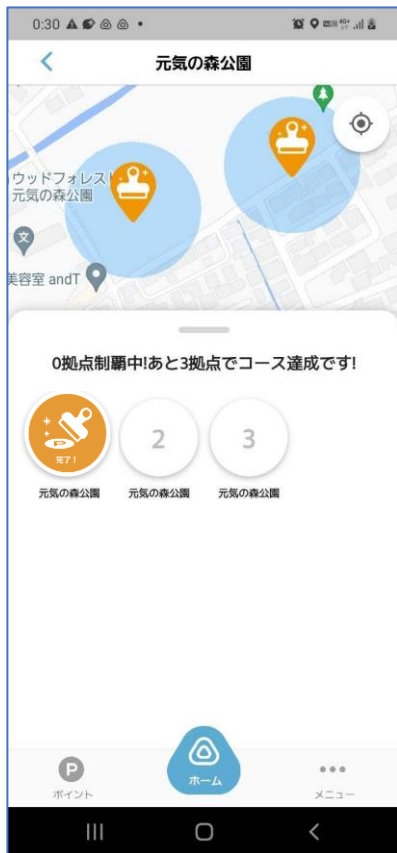 0:30
元気の森公園
ウッドフォレスト
元気の森公園
文
美容室 andT
0拠点制覇中!あと3拠点でコース達成です!
P
完了!
2
3
元気の森公園
元気の森公園
元気の森公園
P
ホーム
ポイント
メニュー